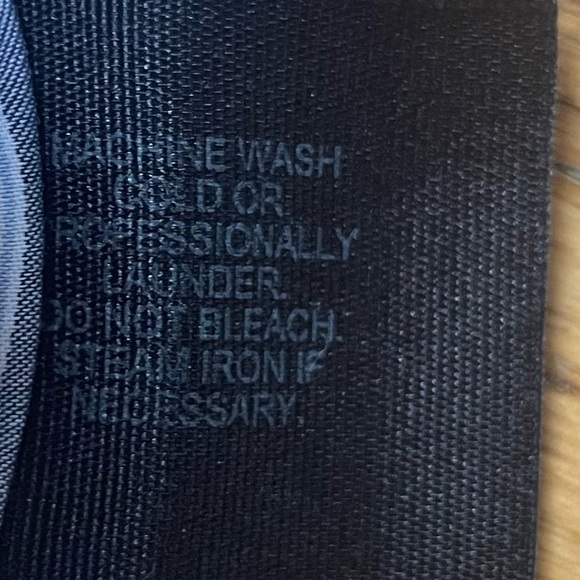 MACHINE WASH
COLD OR
PROFESSIONALLY
LAUNDER.
DO NOT BLEACH.
STEAM IRON IF
NECESSARY.